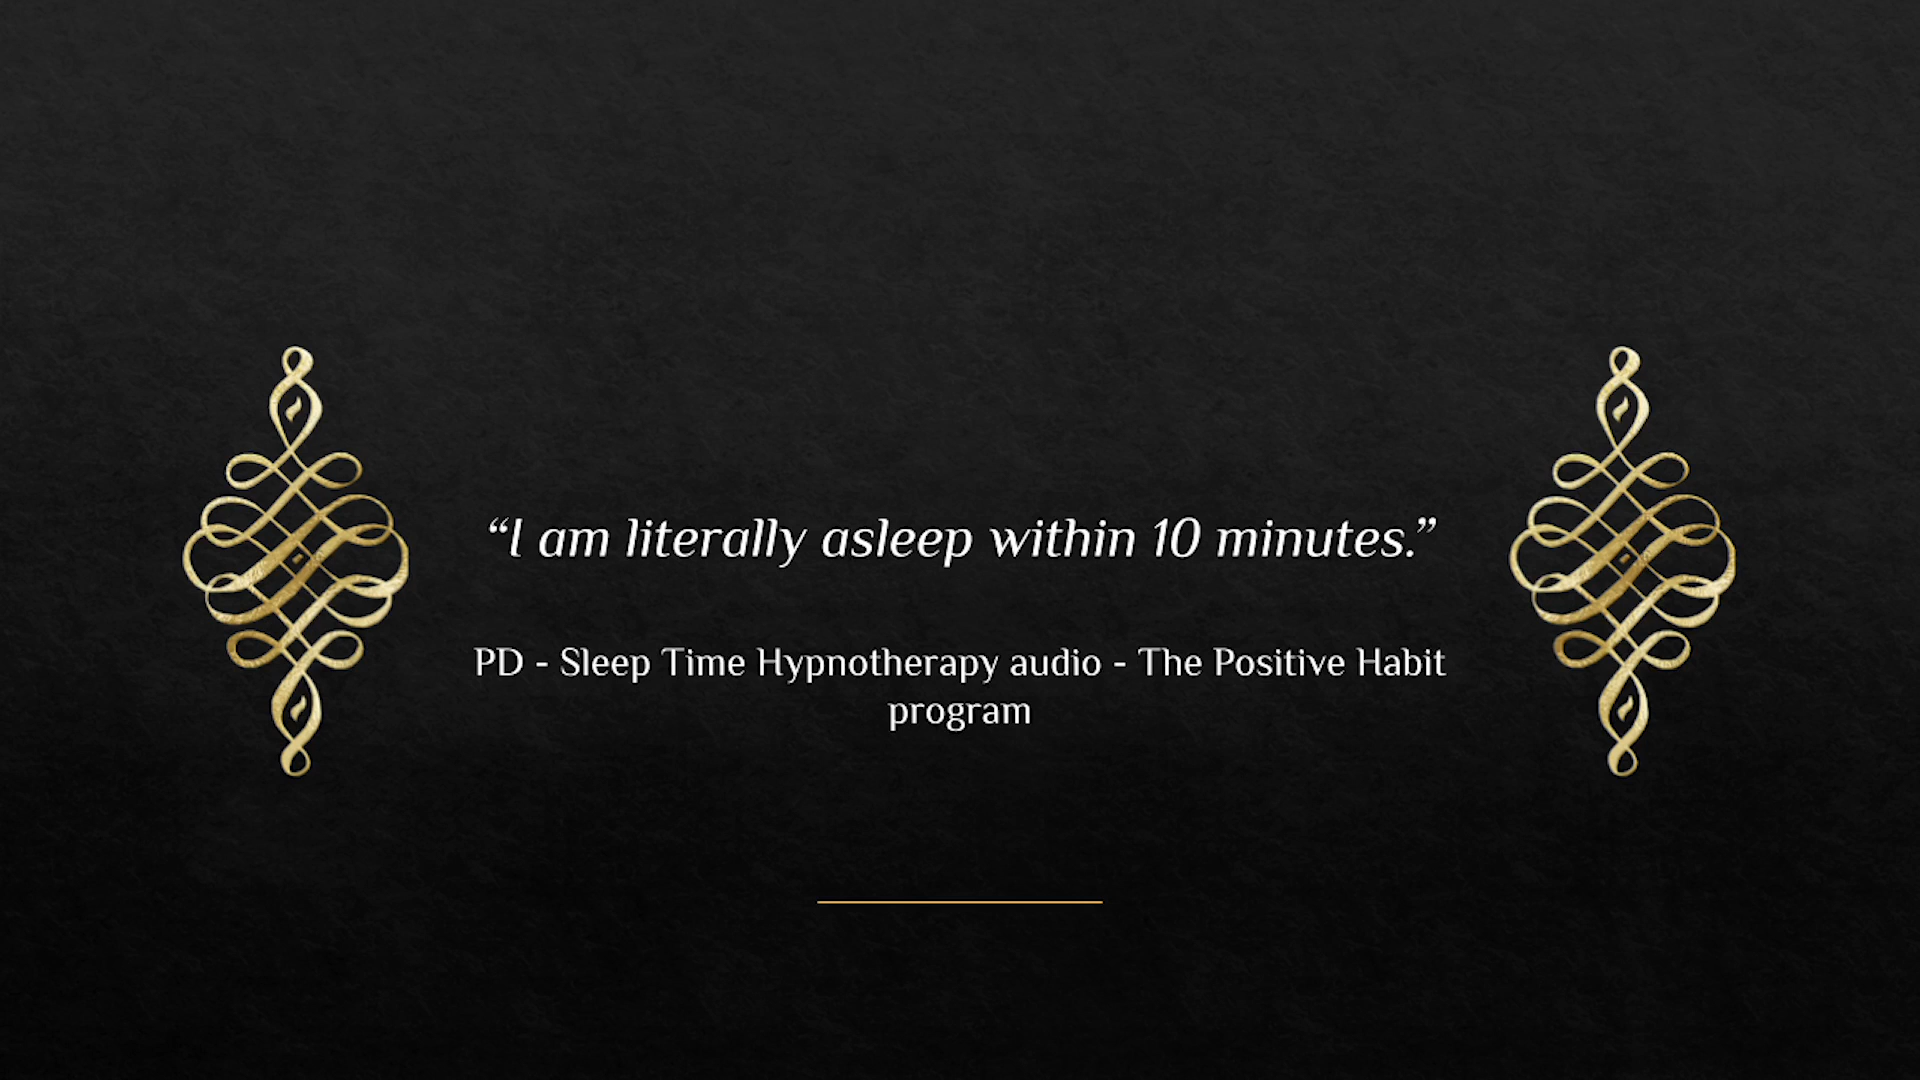 “I am literally asleep within 10 minutes.”
PD - Sleep Time Hypnotherapy audio - The Positive Habit
program